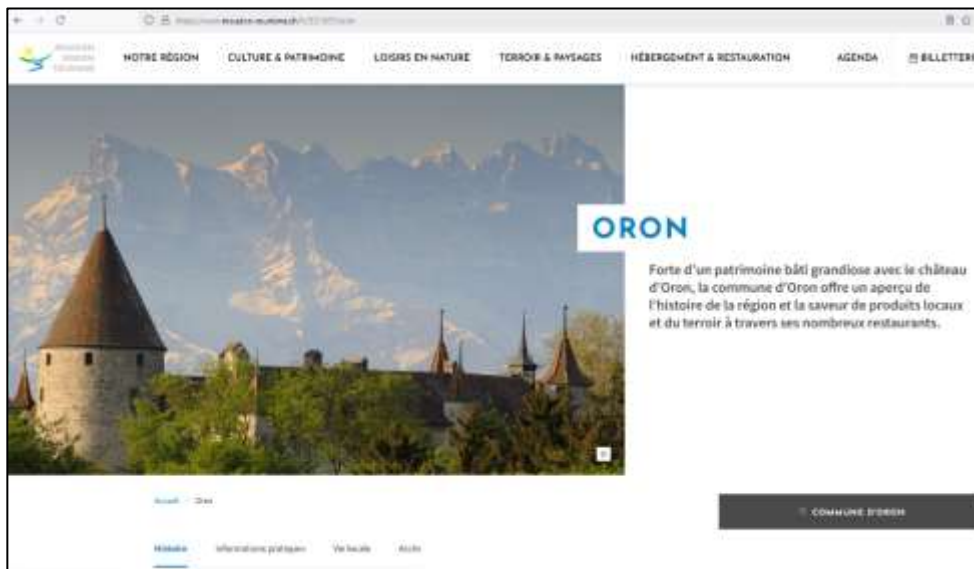 NOTRE RÉGION CULTURE & PATRIMOINE LOISIRS EN NATURE TERROIR & PAYSAGES HÉBERGEMENT & RESTAURATION AGENDA BILLETTERI
ORON
Forte d'un patrimoine bâti grandiose avec le château
d'Oron, la commune d'Oron offre un aperçu de
l'histoire de la région et la saveur de produits locaux
et du terroir à travers ses nombreux restaurants.
Accueil Oron
COMMUNE D'ORON
Histoire Informations pratiques Vie locale